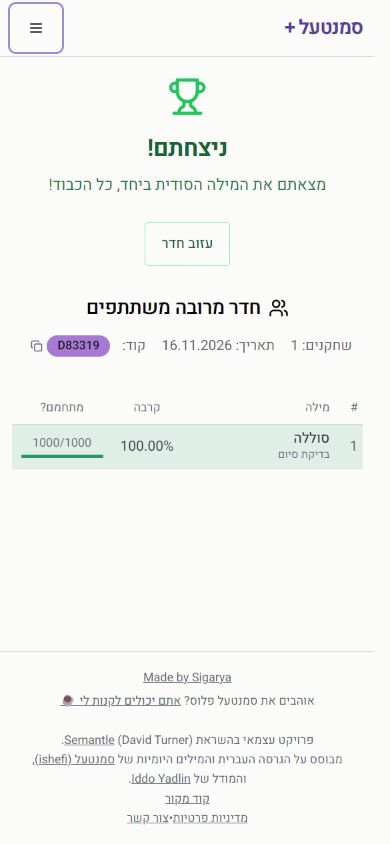 סמנטעל +
ניצחתם!
מצאתם את המילה הסודית ביחד, כל הכבוד!
עזוב חדר
חדר מרובה משתתפים
שחקנים: 1 תאריך: 16.11.2026 קוד: D83319
# מילה קרבה מתחמם?
1 סוללה 100.00% 1000/1000
בדיקת סיום
Made by Sigarya
אוהבים את סמנטעל פלוס? אתם יכולים לקנות לי
פרויקט עצמאי בהשראת Semantle (David Turner).
מבוסס על הגרסה העברית והמילים היומיות של סמנטעל (ishefi),
והמודל של Iddo Yadlin.
קוד מקור
מדיניות פרטיות•צור קשר